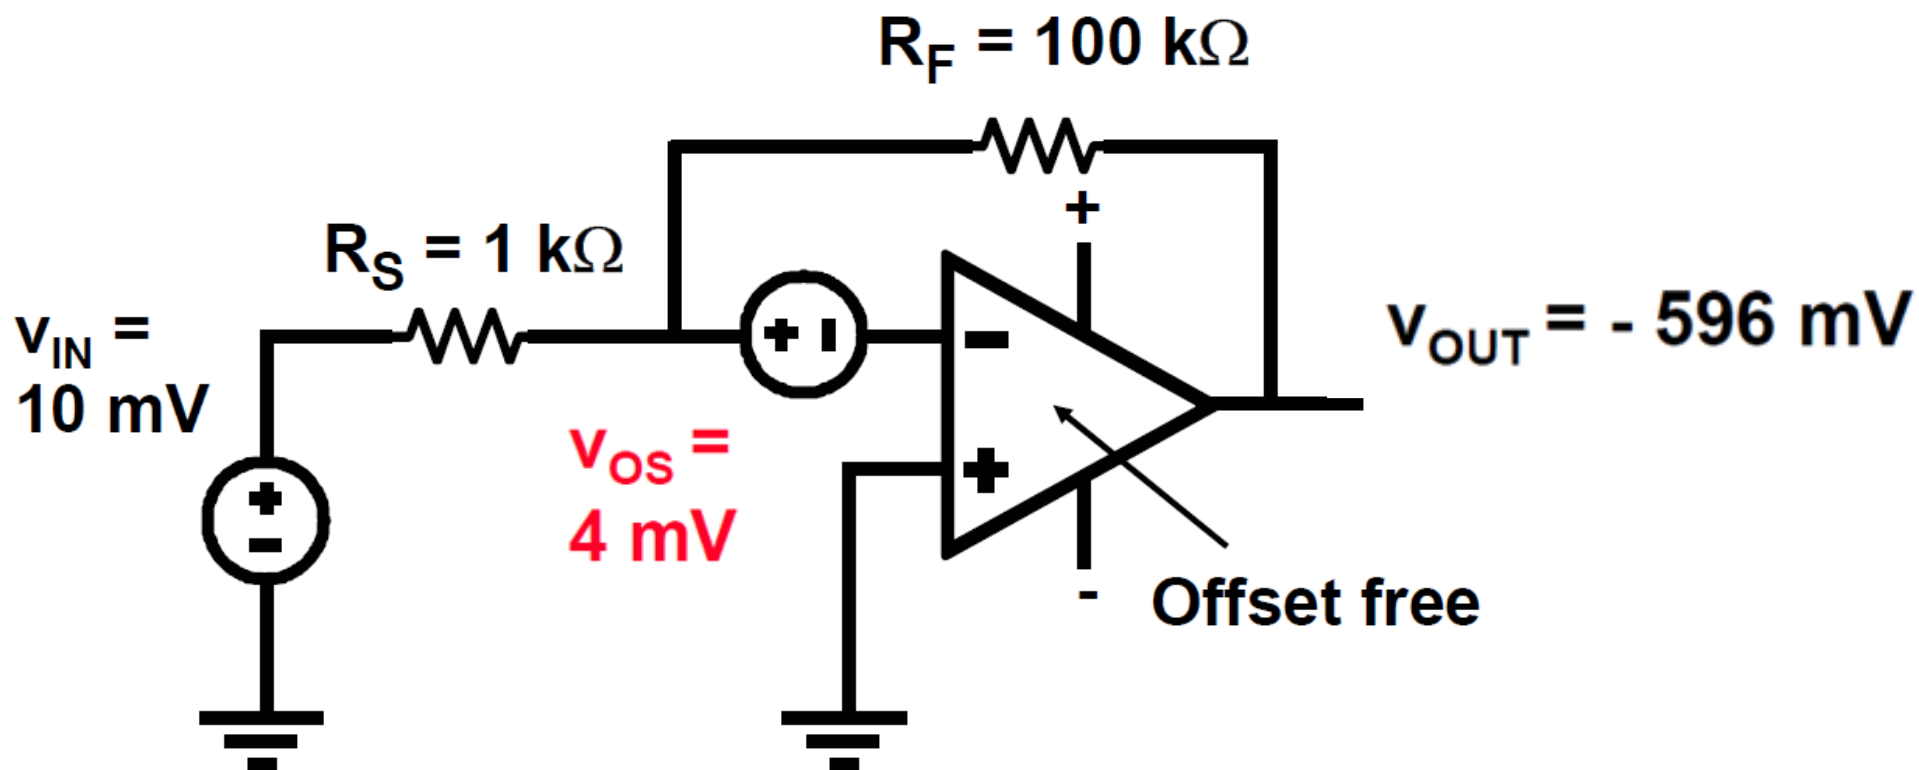 R_F = 100 kΩ
+
R_S = 1 kΩ
v_IN =
10 mV
+ -
-
v_OUT = - 596 mV
v_OS =
4 mV
+
+
-
-
Offset free